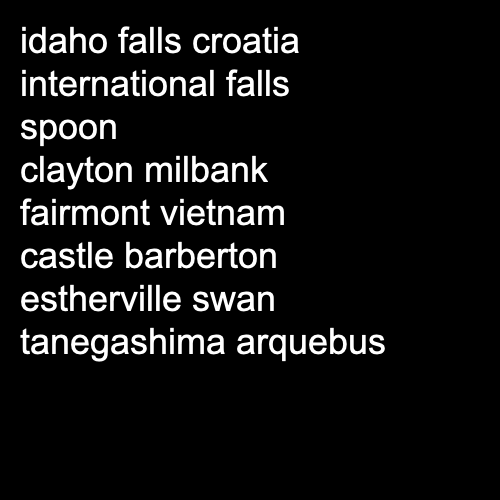 idaho falls croatia
international falls
spoon
clayton milbank
fairmont vietnam
castle barberton
estherville swan
tanegashima arquebus